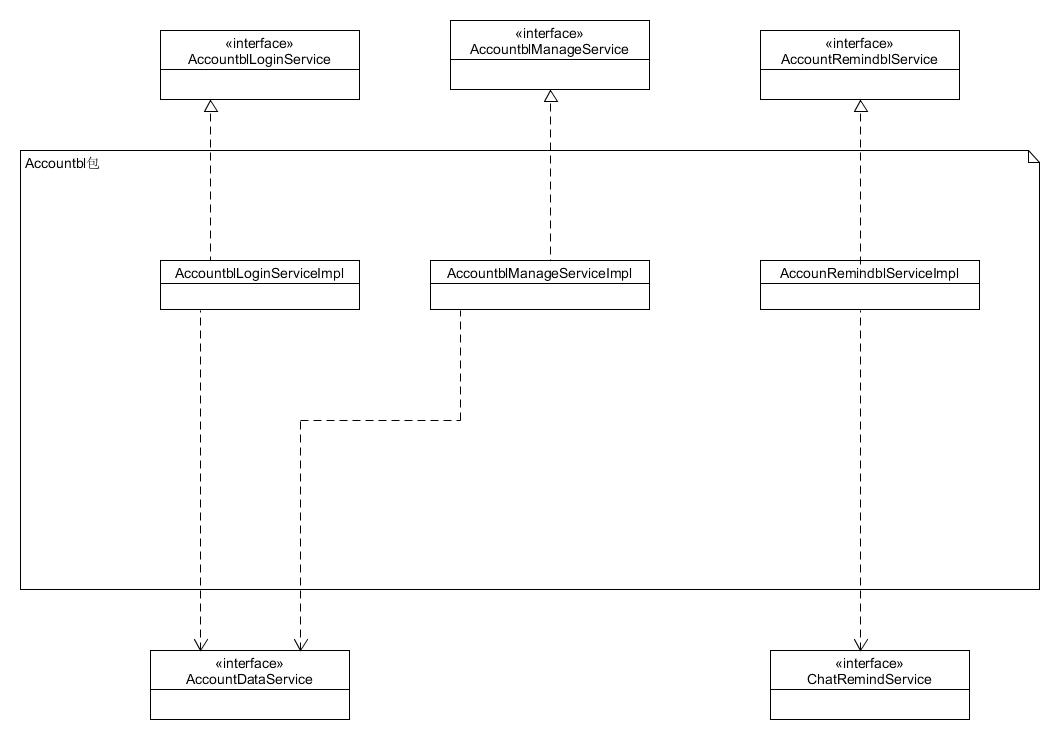 «interface»
AccountblLoginService
«interface»
AccountblManageService
«interface»
AccountRemindblService
Accountbl包
AccountblLoginServiceImpl
AccountblManageServiceImpl
AccounRemindblServiceImpl
«interface»
AccountDataService
«interface»
ChatRemindService